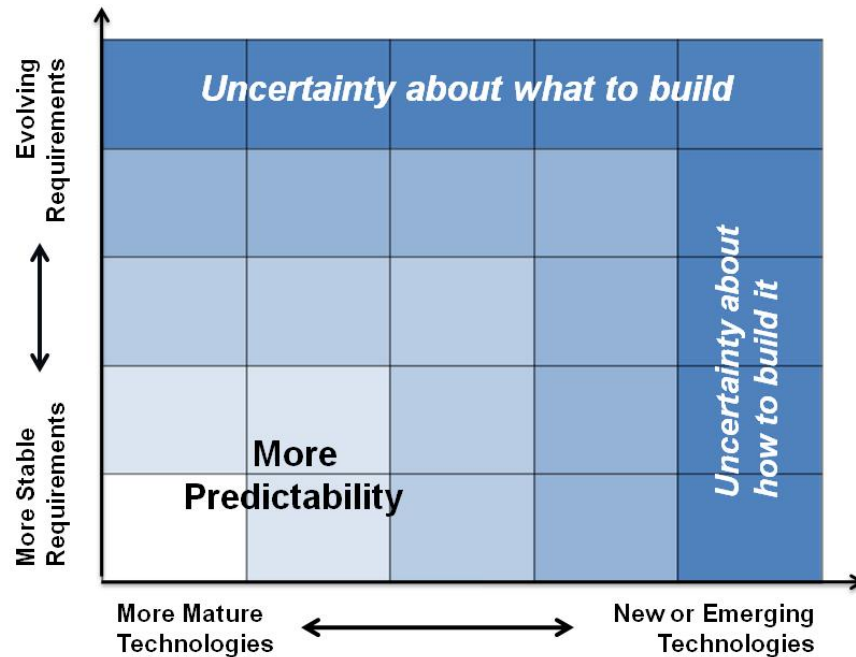 Evolving
Requirements
More Stable
Requirements
Uncertainty about what to build
Uncertainty about
how to build it
More
Predictability
More Mature
Technologies
New or Emerging
Technologies